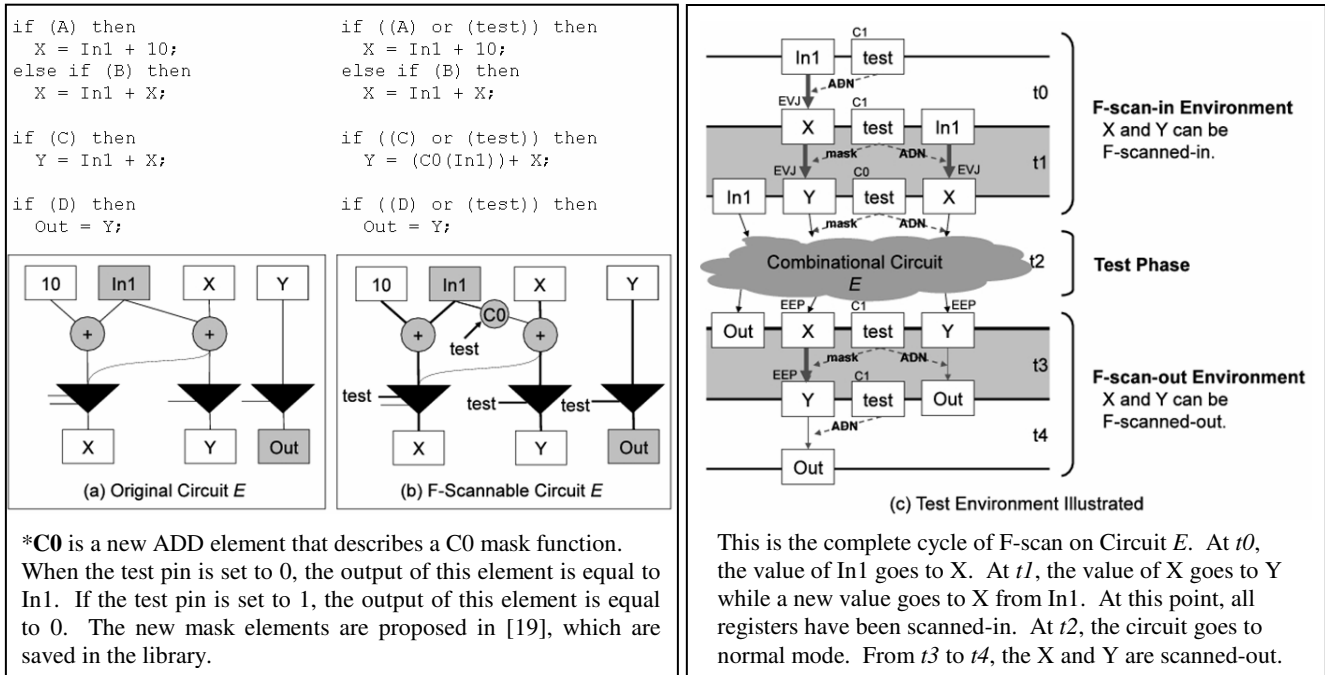 if (A) then
X = In1 + 10;
else if (B) then
X = In1 + X;
if (C) then
Y = In1 + X;
if (D) then
Out = Y;
if ((A) or (test)) then
X = In1 + 10;
else if (B) then
X = In1 + X;
if ((C) or (test)) then
Y = (C0(In1))+ X;
if ((D) or (test)) then
Out = Y;
10 In1 X Y
+ +
X Y Out
(a) Original Circuit E
10 In1 X Y
C0
+ +
test
test test test
X Y Out
(b) F-Scannable Circuit E
*C0 is a new ADD element that describes a C0 mask function.
When the test pin is set to 0, the output of this element is equal to
In1. If the test pin is set to 1, the output of this element is equal
to 0. The new mask elements are proposed in [19], which are
saved in the library.
C1
In1 test
ADN t0
EVJ C1
X test In1
mask ADN t1
EVJ C0 EVJ
In1 Y test X
mask ADN
Combinational Circuit t2
E
EEP C1 EEP
Out X test Y
mask ADN t3
EEP C1
Y test Out
ADN t4
Out
F-scan-in Environment
X and Y can be
F-scanned-in.
Test Phase
F-scan-out Environment
X and Y can be
F-scanned-out.
(c) Test Environment Illustrated
This is the complete cycle of F-scan on Circuit E. At t0,
the value of In1 goes to X. At t1, the value of X goes to Y
while a new value goes to X from In1. At this point, all
registers have been scanned-in. At t2, the circuit goes to
normal mode. From t3 to t4, the X and Y are scanned-out.